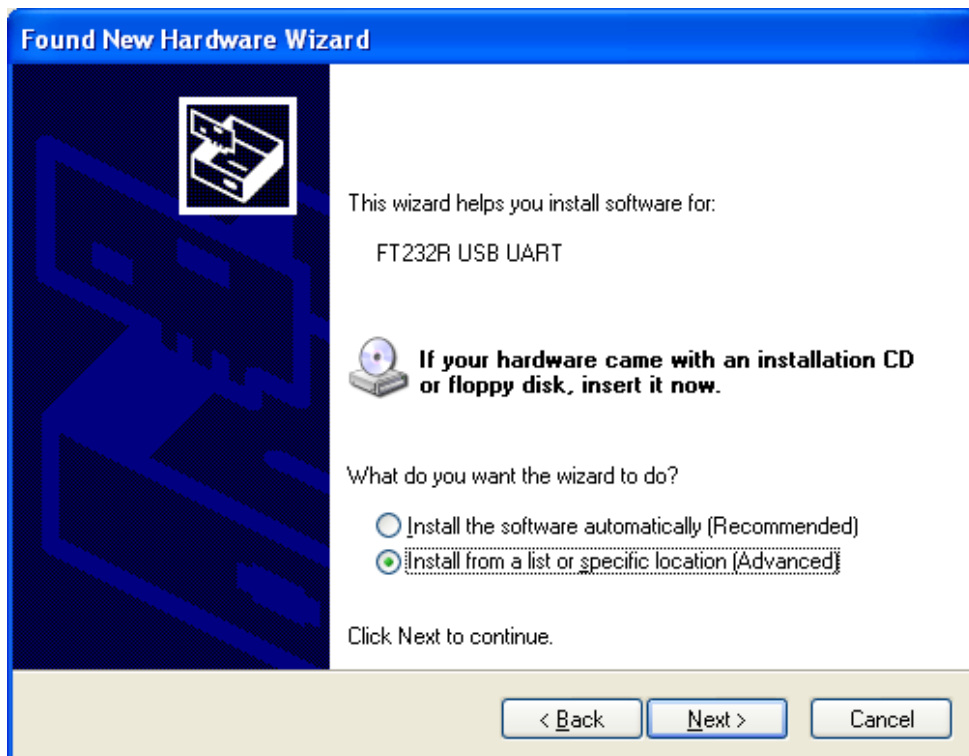 Found New Hardware Wizard
This wizard helps you install software for:
FT232R USB UART
If your hardware came with an installation CD
or floppy disk, insert it now.
What do you want the wizard to do?
Install the software automatically (Recommended)
Install from a list or specific location (Advanced)
Click Next to continue.
< Back
Next >
Cancel